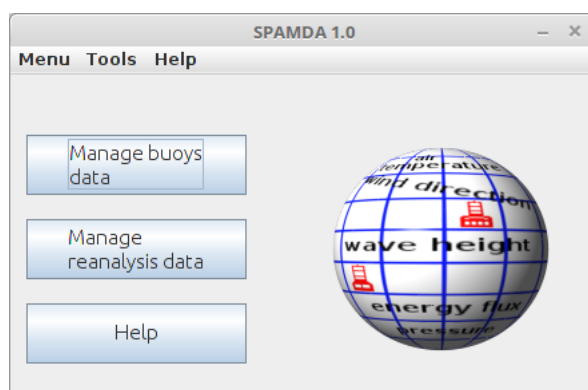 SPAMDA 1.0
Menu Tools Help
Manage buoys
data
Manage
reanalysis data
Help
air
temperature
wind direction
wave height
energy flux
pressure